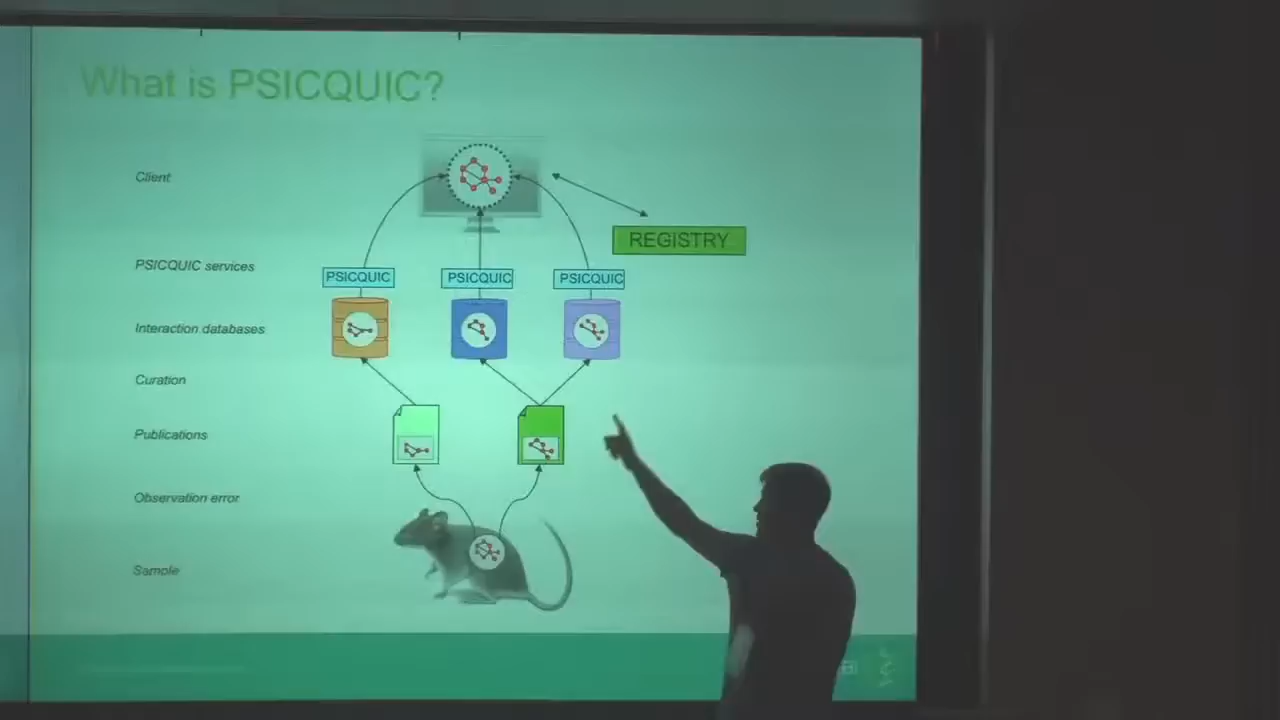 What is PSICQUIC?
Client
REGISTRY
PSICQUIC services
PSICQUIC
PSICQUIC
PSICQUIC
Interaction databases
Curation
Publications
Observation error
Sample